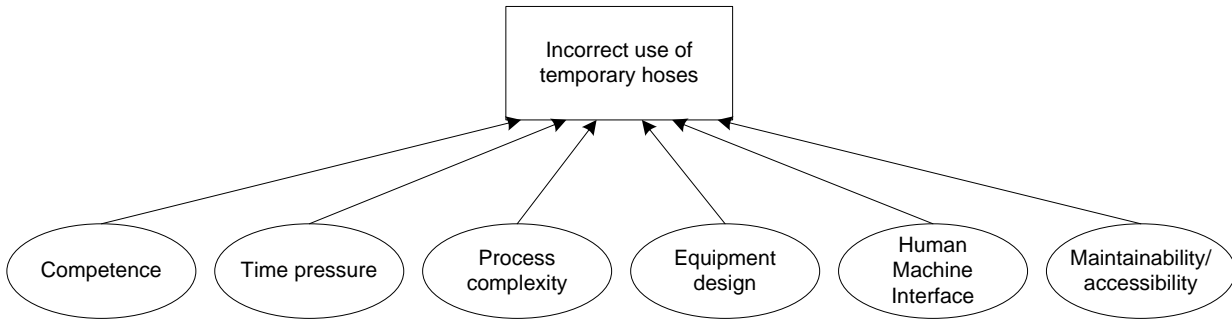 Incorrect use of
temporary hoses
Competence
Time pressure
Process
complexity
Equipment
design
Human
Machine
Interface
Maintainability/
accessibility